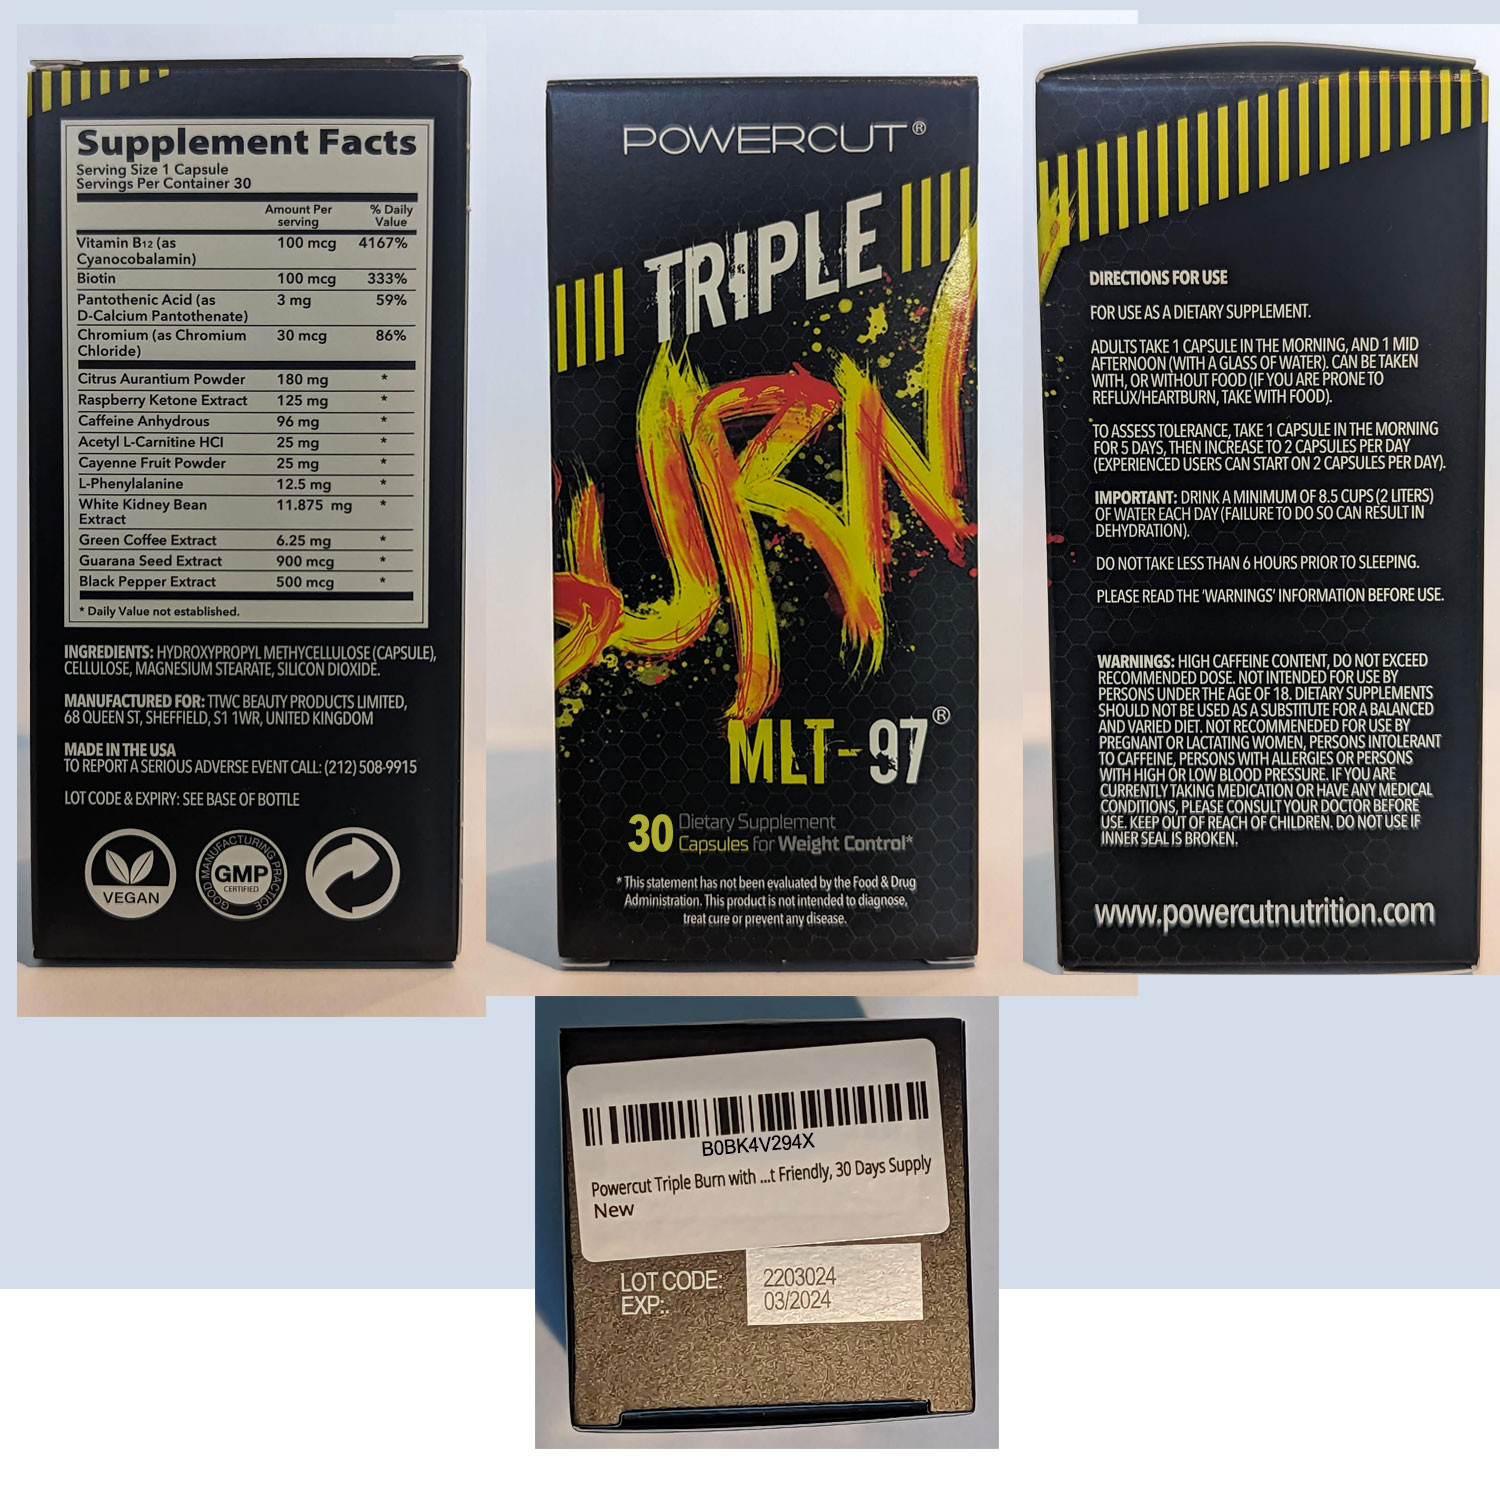 Supplement Facts
Serving Size 1 Capsule
Servings Per Container 30
Amount Per serving % Daily Value
Vitamin B12 (as Cyanocobalamin) 100 mcg 4167%
Biotin 100 mcg 333%
Pantothenic Acid (as D-Calcium Pantothenate) 3 mg 59%
Chromium (as Chromium Chloride) 30 mcg 86%
Citrus Aurantium Powder 180 mg *
Raspberry Ketone Extract 125 mg *
Caffeine Anhydrous 96 mg *
Acetyl L-Carnitine HCl 25 mg *
Cayenne Fruit Powder 25 mg *
L-Phenylalanine 12.5 mg *
White Kidney Bean Extract 11.875 mg *
Green Coffee Extract 6.25 mg *
Guarana Seed Extract 900 mcg *
Black Pepper Extract 500 mcg *
* Daily Value not established.
INGREDIENTS: HYDROXYPROPYL METHYCELLULOSE (CAPSULE),
CELLULOSE, MAGNESIUM STEARATE, SILICON DIOXIDE.
MANUFACTURED FOR: TTWC BEAUTY PRODUCTS LIMITED,
68 QUEEN ST, SHEFFIELD, S1 1WR, UNITED KINGDOM
MADE IN THE USA
TO REPORT A SERIOUS ADVERSE EVENT CALL: (212) 508-9915
LOT CODE & EXPIRY: SEE BASE OF BOTTLE
VEGAN
GOOD MANUFACTURING PRACTICE
GMP
CERTIFIED
POWERCUT®
TRIPLE
URN
MLT-97®
30 Dietary Supplement
Capsules for Weight Control*
* This statement has not been evaluated by the Food & Drug
Administration. This product is not intended to diagnose,
treat cure or prevent any disease.
DIRECTIONS FOR USE
FOR USE AS A DIETARY SUPPLEMENT.
ADULTS TAKE 1 CAPSULE IN THE MORNING, AND 1 MID
AFTERNOON (WITH A GLASS OF WATER). CAN BE TAKEN
WITH, OR WITHOUT FOOD (IF YOU ARE PRONE TO
REFLUX/HEARTBURN, TAKE WITH FOOD).
TO ASSESS TOLERANCE, TAKE 1 CAPSULE IN THE MORNING
FOR 5 DAYS, THEN INCREASE TO 2 CAPSULES PER DAY
(EXPERIENCED USERS CAN START ON 2 CAPSULES PER DAY).
IMPORTANT: DRINK A MINIMUM OF 8.5 CUPS (2 LITERS)
OF WATER EACH DAY (FAILURE TO DO SO CAN RESULT IN
DEHYDRATION).
DO NOT TAKE LESS THAN 6 HOURS PRIOR TO SLEEPING.
PLEASE READ THE 'WARNINGS' INFORMATION BEFORE USE.
WARNINGS: HIGH CAFFEINE CONTENT, DO NOT EXCEED
RECOMMENDED DOSE. NOT INTENDED FOR USE BY
PERSONS UNDER THE AGE OF 18. DIETARY SUPPLEMENTS
SHOULD NOT BE USED AS A SUBSTITUTE FOR A BALANCED
AND VARIED DIET. NOT RECOMMENEDED FOR USE BY
PREGNANT OR LACTATING WOMEN, PERSONS INTOLERANT
TO CAFFEINE, PERSONS WITH ALLERGIES OR PERSONS
WITH HIGH OR LOW BLOOD PRESSURE. IF YOU ARE
CURRENTLY TAKING MEDICATION OR HAVE ANY MEDICAL
CONDITIONS, PLEASE CONSULT YOUR DOCTOR BEFORE
USE. KEEP OUT OF REACH OF CHILDREN. DO NOT USE IF
INNER SEAL IS BROKEN.
www.powercutnutrition.com
B0BK4V294X
Powercut Triple Burn with ...t Friendly, 30 Days Supply
New
LOT CODE: 2203024
EXP:. 03/2024